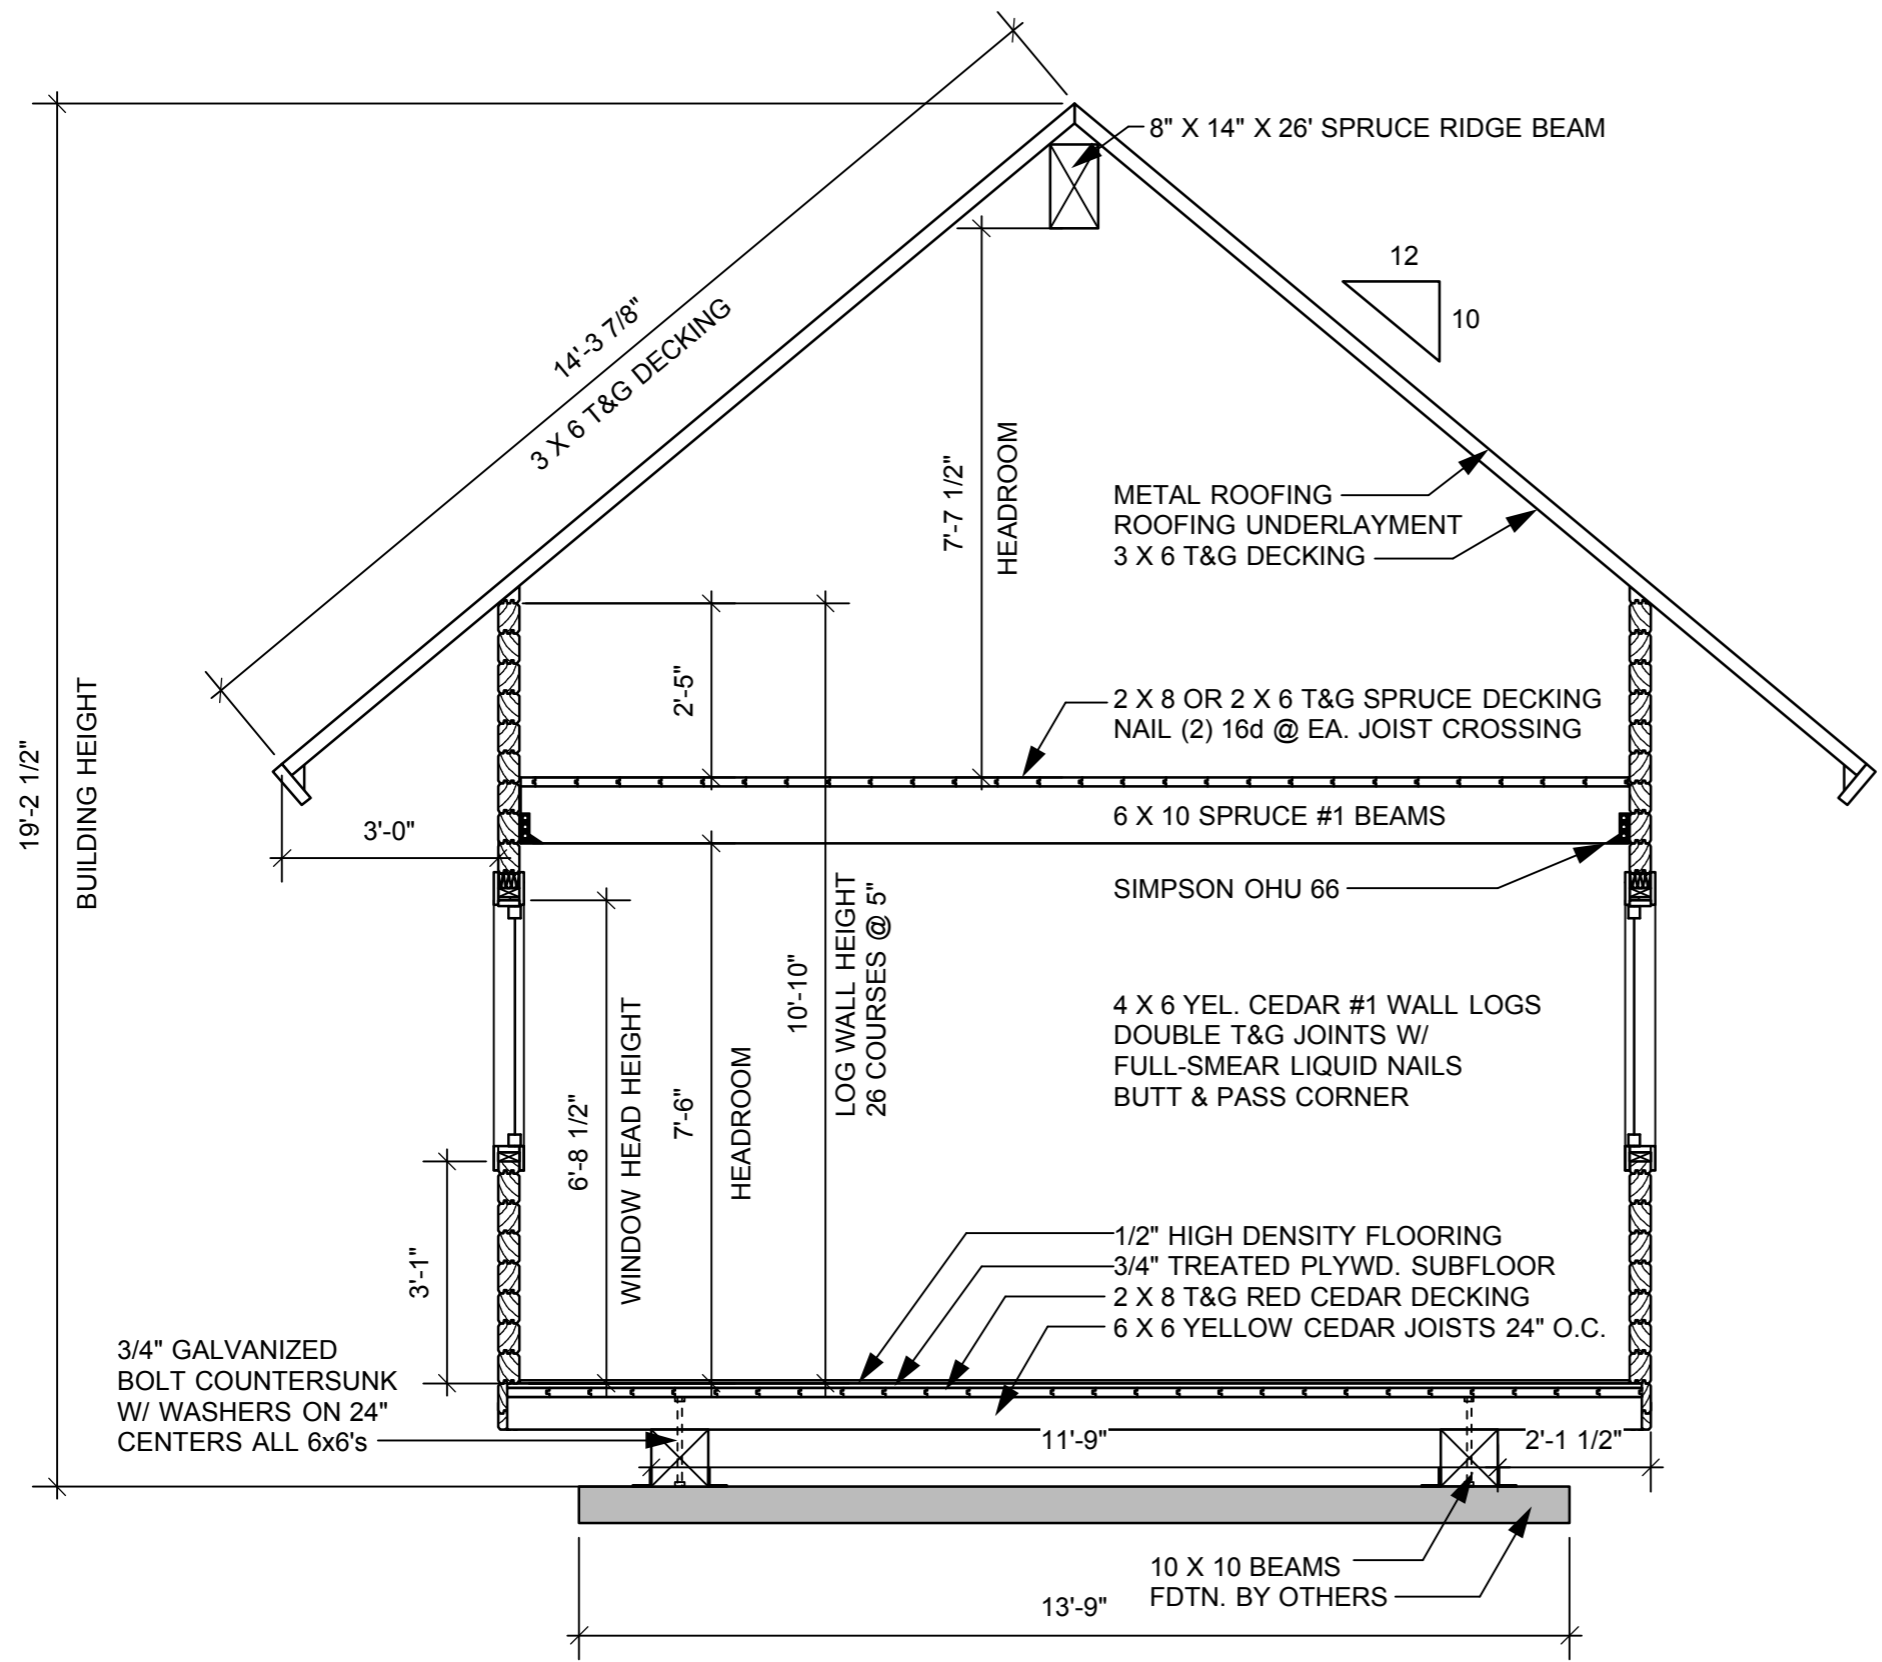 8" X 14" X 26' SPRUCE RIDGE BEAM
12
10
14'-3 7/8"
3 X 6 T&G DECKING
7'-7 1/2"
HEADROOM
METAL ROOFING
ROOFING UNDERLAYMENT
3 X 6 T&G DECKING
2'-5"
2 X 8 OR 2 X 6 T&G SPRUCE DECKING
NAIL (2) 16d @ EA. JOIST CROSSING
19'-2 1/2"
BUILDING HEIGHT
3'-0"
6 X 10 SPRUCE #1 BEAMS
SIMPSON OHU 66
10'-10"
LOG WALL HEIGHT
26 COURSES @ 5"
6'-8 1/2"
WINDOW HEAD HEIGHT
7'-6"
HEADROOM
4 X 6 YEL. CEDAR #1 WALL LOGS
DOUBLE T&G JOINTS W/
FULL-SMEAR LIQUID NAILS
BUTT & PASS CORNER
3'-1"
1/2" HIGH DENSITY FLOORING
3/4" TREATED PLYWD. SUBFLOOR
2 X 8 T&G RED CEDAR DECKING
6 X 6 YELLOW CEDAR JOISTS 24" O.C.
3/4" GALVANIZED
BOLT COUNTERSUNK
W/ WASHERS ON 24"
CENTERS ALL 6x6's
11'-9"
2'-1 1/2"
10 X 10 BEAMS
FDTN. BY OTHERS
13'-9"